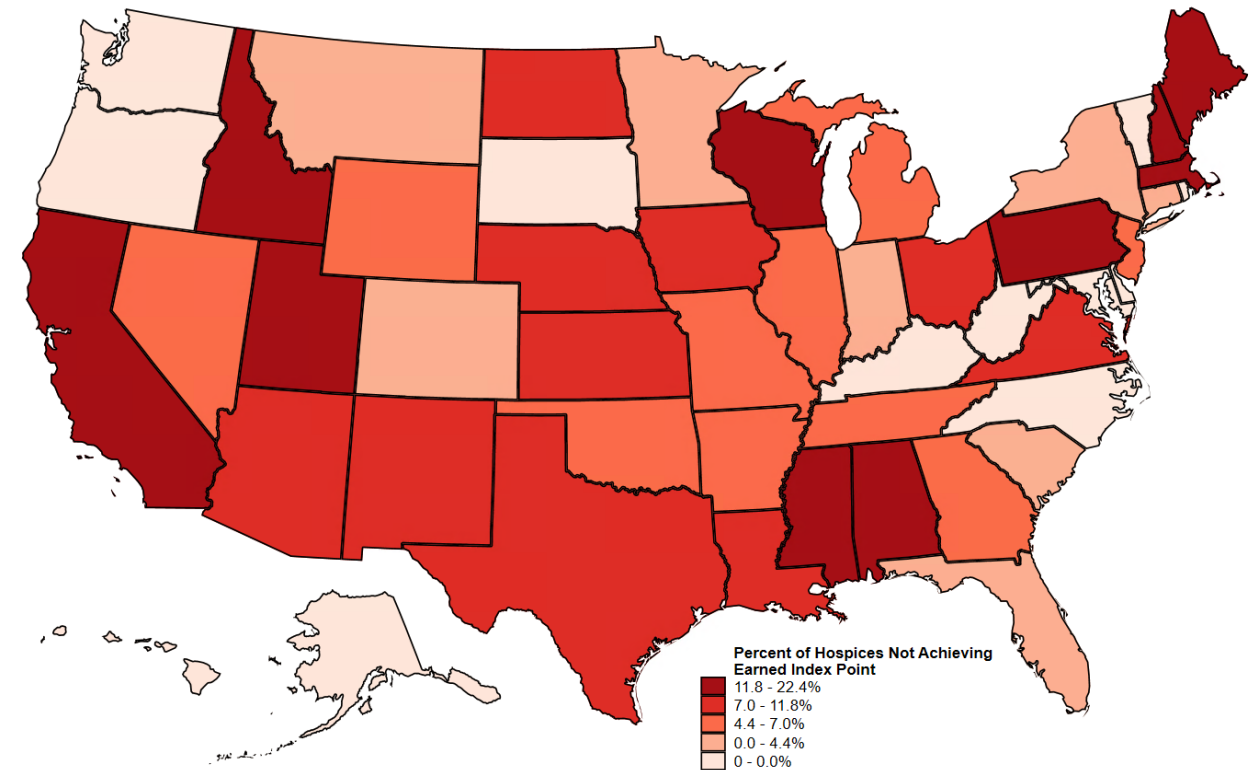 Percent of Hospices Not Achieving
Earned Index Point
11.8 - 22.4%
7.0 - 11.8%
4.4 - 7.0%
0.0 - 4.4%
0 - 0.0%